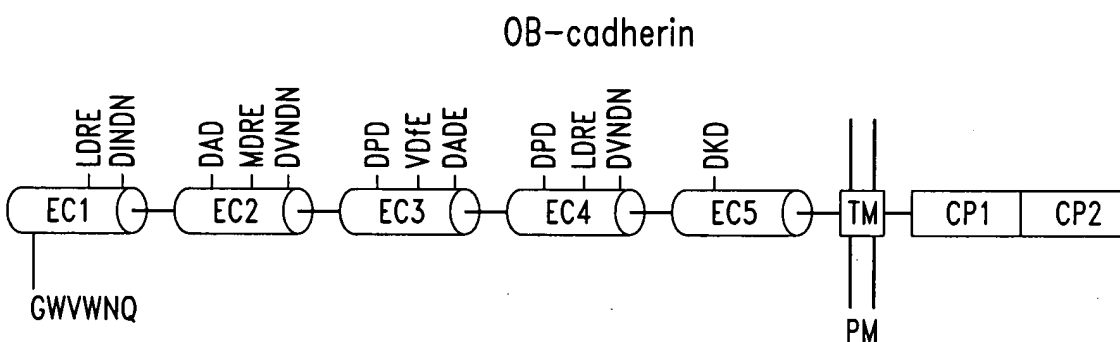 OB-cadherin
LDRE
DINDN
DAD
MDRE
DVNDN
DPD
VDfE
DADE
DPD
LDRE
DVNDN
DKD
EC1
EC2
EC3
EC4
EC5
TM
CP1
CP2
GWVWNQ
PM